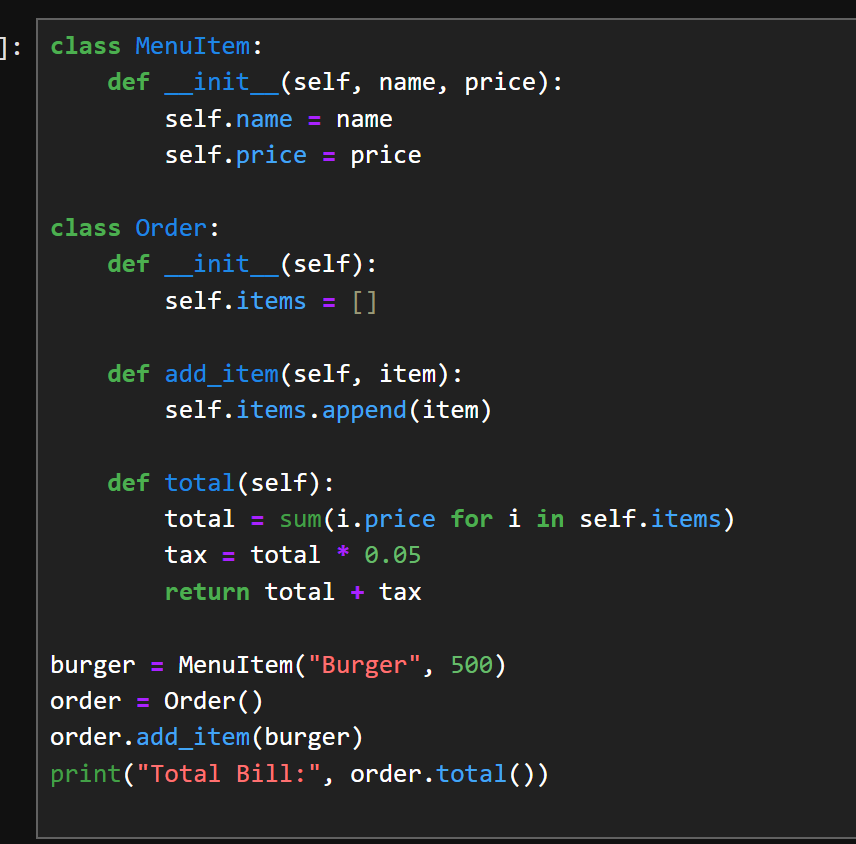 ]:
class MenuItem:
    def __init__(self, name, price):
        self.name = name
        self.price = price

class Order:
    def __init__(self):
        self.items = []

    def add_item(self, item):
        self.items.append(item)

    def total(self):
        total = sum(i.price for i in self.items)
        tax = total * 0.05
        return total + tax

burger = MenuItem("Burger", 500)
order = Order()
order.add_item(burger)
print("Total Bill:", order.total())